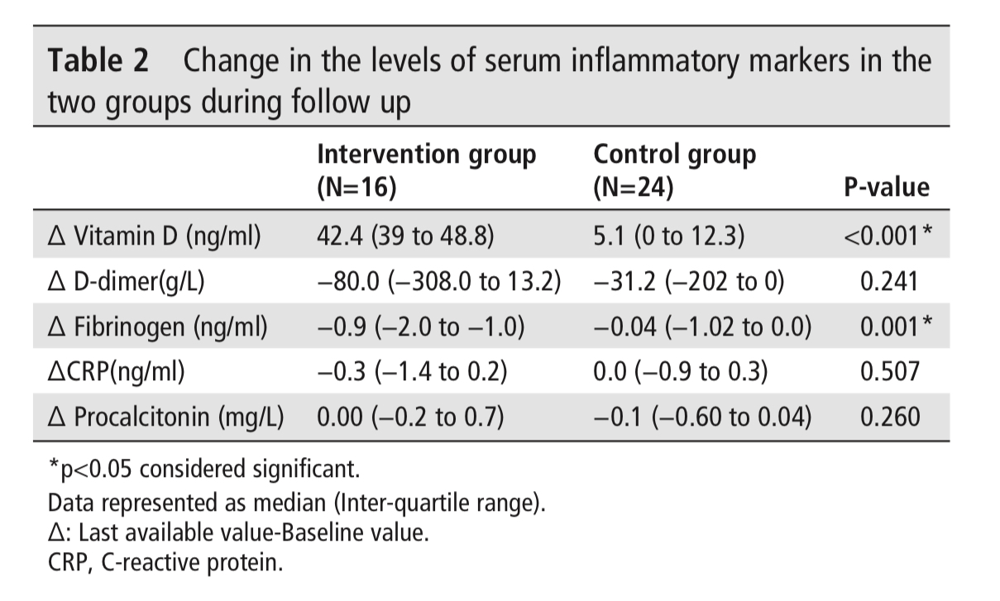 Table 2 Change in the levels of serum inflammatory markers in the
two groups during follow up
Intervention group Control group
(N=16) (N=24) P-value
Δ Vitamin D (ng/ml) 42.4 (39 to 48.8) 5.1 (0 to 12.3) <0.001*
Δ D-dimer(g/L) −80.0 (−308.0 to 13.2) −31.2 (−202 to 0) 0.241
Δ Fibrinogen (ng/ml) −0.9 (−2.0 to −1.0) −0.04 (−1.02 to 0.0) 0.001*
ΔCRP(ng/ml) −0.3 (−1.4 to 0.2) 0.0 (−0.9 to 0.3) 0.507
Δ Procalcitonin (mg/L) 0.00 (−0.2 to 0.7) −0.1 (−0.60 to 0.04) 0.260
*p<0.05 considered significant.
Data represented as median (Inter-quartile range).
Δ: Last available value-Baseline value.
CRP, C-reactive protein.